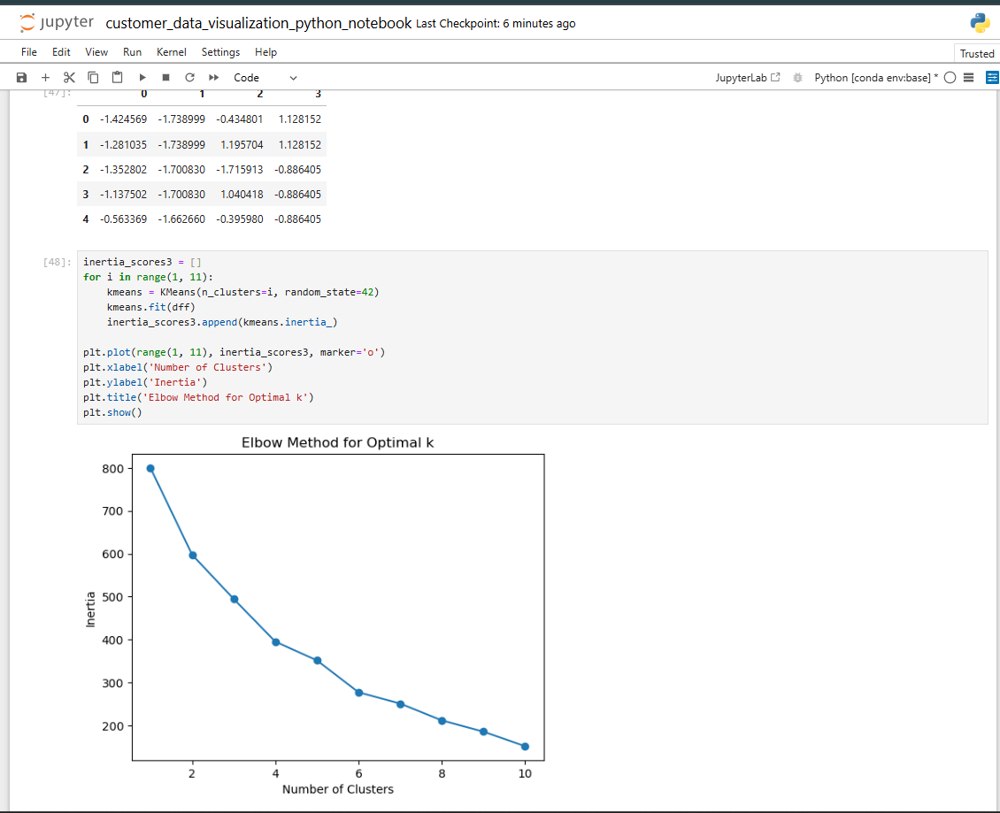 jupyter customer_data_visualization_python_notebook Last Checkpoint: 6 minutes ago
File Edit View Run Kernel Settings Help
Trusted
Code
JupyterLab
Python [conda env:base] *
[47]:
0 1 2 3
0 -1.424569 -1.738999 -0.434801 1.128152
1 -1.281035 -1.738999 1.195704 1.128152
2 -1.352802 -1.700830 -1.715913 -0.886405
3 -1.137502 -1.700830 1.040418 -0.886405
4 -0.563369 -1.662660 -0.395980 -0.886405
[48]:
inertia_scores3 = []
for i in range(1, 11):
    kmeans = KMeans(n_clusters=i, random_state=42)
    kmeans.fit(dff)
    inertia_scores3.append(kmeans.inertia_)
plt.plot(range(1, 11), inertia_scores3, marker='o')
plt.xlabel('Number of Clusters')
plt.ylabel('Inertia')
plt.title('Elbow Method for Optimal k')
plt.show()
Elbow Method for Optimal k
800
700
600
500
400
300
200
Inertia
2 4 6 8 10
Number of Clusters